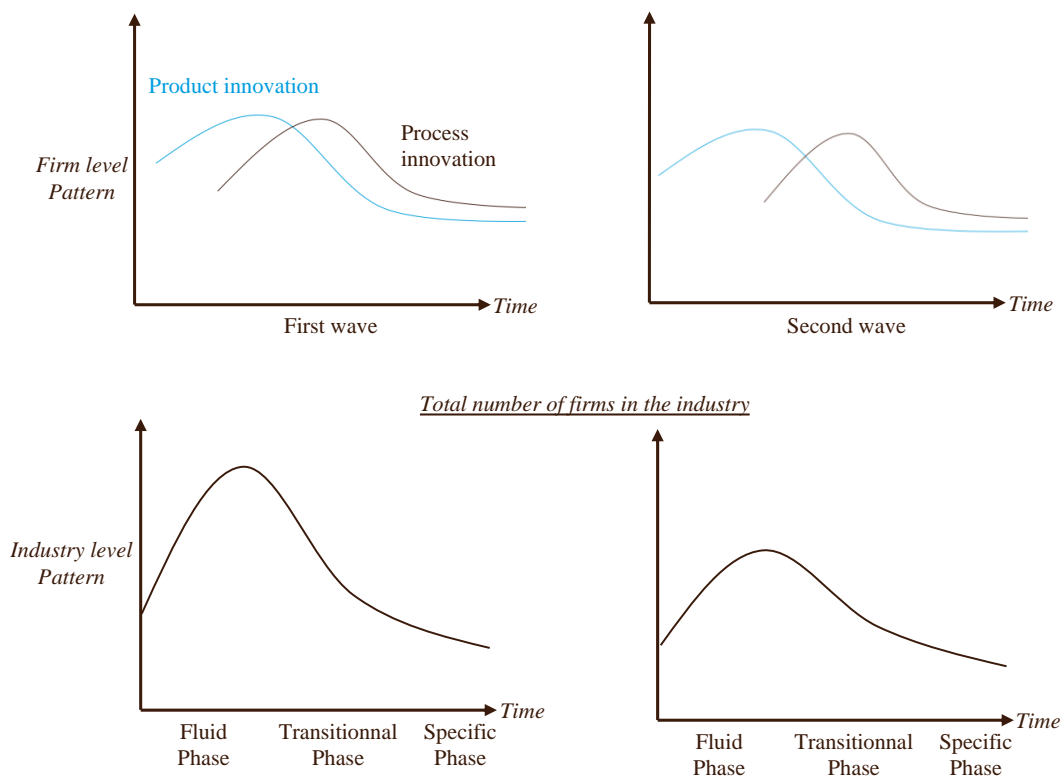 Product innovation
Process
innovation
Firm level
Pattern
Time
Time
First wave
Second wave
Total number of firms in the industry
Industry level
Pattern
Time
Time
Fluid
Phase
Transitionnal
Phase
Specific
Phase
Fluid
Phase
Transitionnal
Phase
Specific
Phase